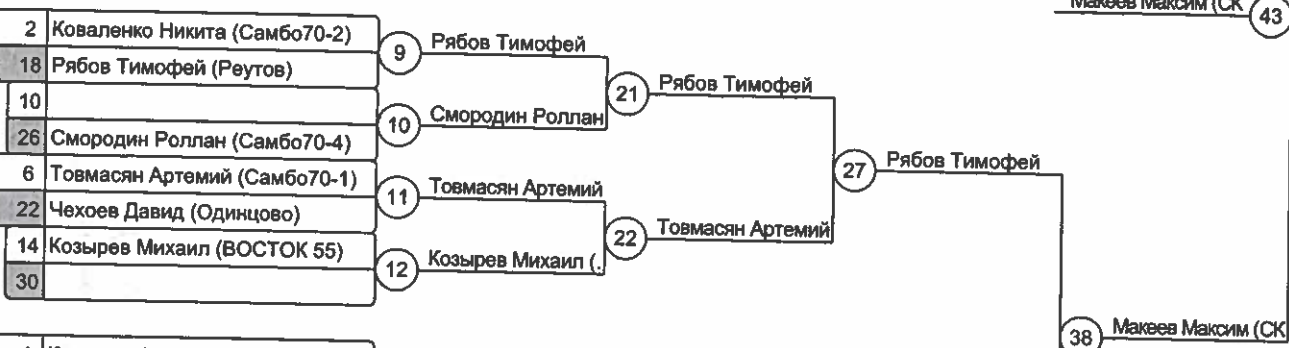 Макеев Максим (СК
43
2 Коваленко Никита (Самбо70-2)
9 Рябов Тимофей
18 Рябов Тимофей (Реутов)
21 Рябов Тимофей
10
10 Смородин Роллан
26 Смородин Роллан (Самбо70-4)
27 Рябов Тимофей
6 Товмасян Артемий (Самбо70-1)
11 Товмасян Артемий
22 Чехоев Давид (Одинцово)
22 Товмасян Артемий
14 Козырев Михаил (ВОСТОК 55)
12 Козырев Михаил (.
30
38 Макеев Максим (СК